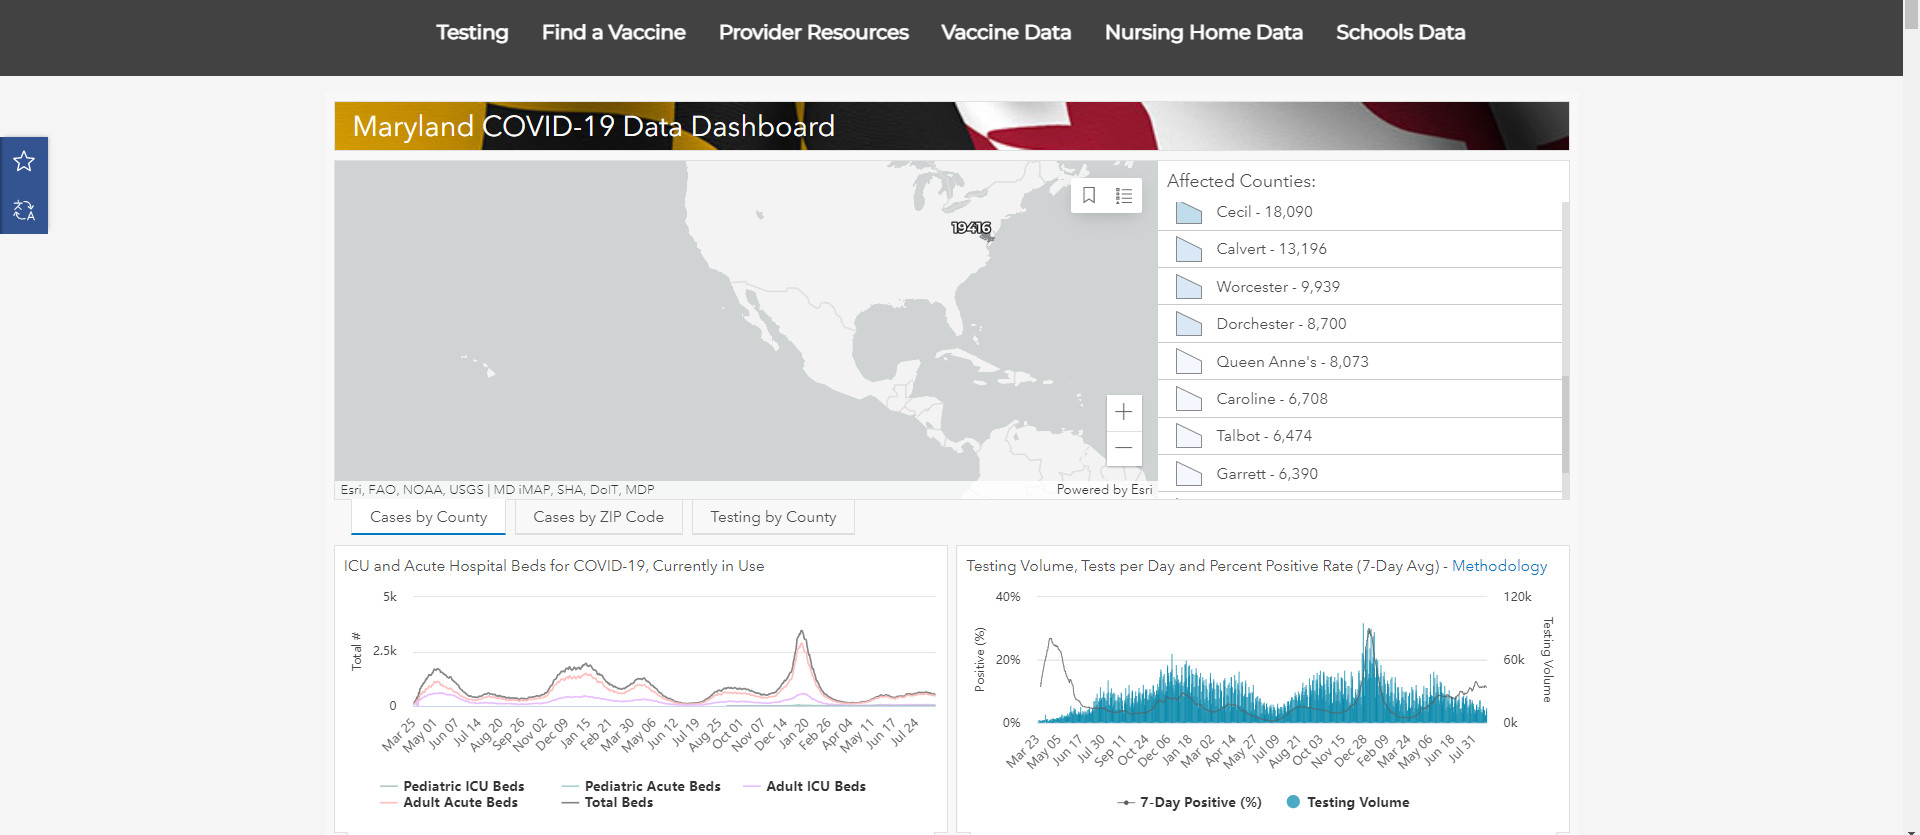 Testing Find a Vaccine Provider Resources Vaccine Data Nursing Home Data Schools Data
Maryland COVID-19 Data Dashboard
19416
Affected Counties:
Cecil - 18,090
Calvert - 13,196
Worcester - 9,939
Dorchester - 8,700
Queen Anne's - 8,073
Caroline - 6,708
Talbot - 6,474
Garrett - 6,390
Esri, FAO, NOAA, USGS | MD iMAP, SHA, DoIT, MDP
Powered by Esri
Cases by County
Cases by ZIP Code
Testing by County
ICU and Acute Hospital Beds for COVID-19, Currently in Use
Total #
5k
2.5k
0
Mar 25 May 01 Jun 07 Jul 14 Aug 20 Sep 26 Nov 02 Dec 09 Jan 15 Feb 21 Mar 30 May 06 Jun 12 Jul 19 Aug 25 Oct 01 Nov 07 Dec 14 Jan 20 Feb 26 Apr 04 May 11 Jun 17 Jul 24
Pediatric ICU Beds Pediatric Acute Beds Adult ICU Beds
Adult Acute Beds Total Beds
Testing Volume, Tests per Day and Percent Positive Rate (7-Day Avg) - Methodology
Positive (%)
40%
20%
0%
120k
60k
0k
Testing Volume
Mar 23 May 05 Jun 17 Jul 30 Sep 11 Oct 24 Dec 06 Jan 18 Mar 02 Apr 14 May 27 Jul 09 Aug 21 Oct 03 Nov 15 Dec 28 Feb 09 Mar 24 May 06 Jun 18 Jul 31
7-Day Positive (%) Testing Volume